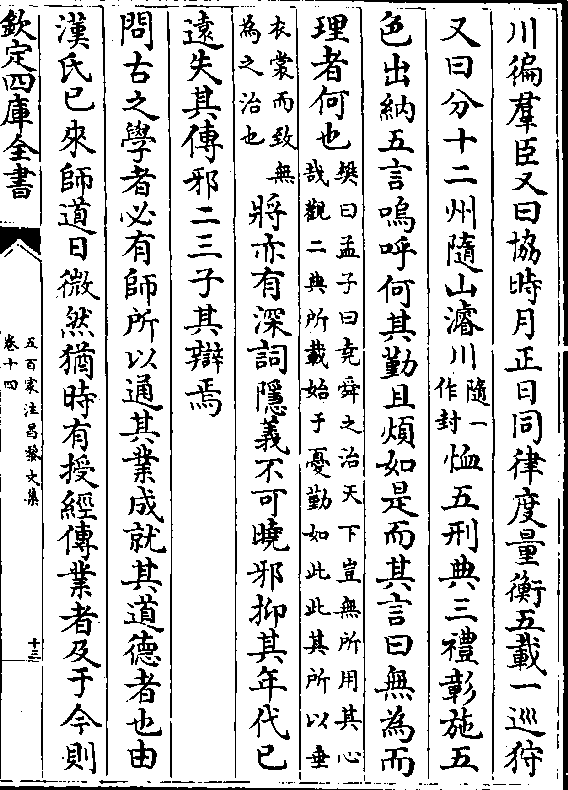 川徧羣臣又曰協時月正日同律度量衡五載一巡狩
又曰分十二州隨山濬川隨一作封恤五刑典三禮彰施五
色出納五言嗚呼何其勤且煩如是而其言曰無為而
理者何也樊曰孟子曰堯舜之治天下豈無所用其心哉觀二典所載始于憂勤如此此其所以垂
衣裳而致無為之治也將亦有深詞隱義不可曉邪抑其年代已
遠失其傳邪二三子其辯焉
問古之學者必有師所以通其業成就其道德者也由
漢氏已來師道日微然猶時有授經傳業者及于今則
欽定四庫全書
五百家注昌黎文集
卷十四
十三